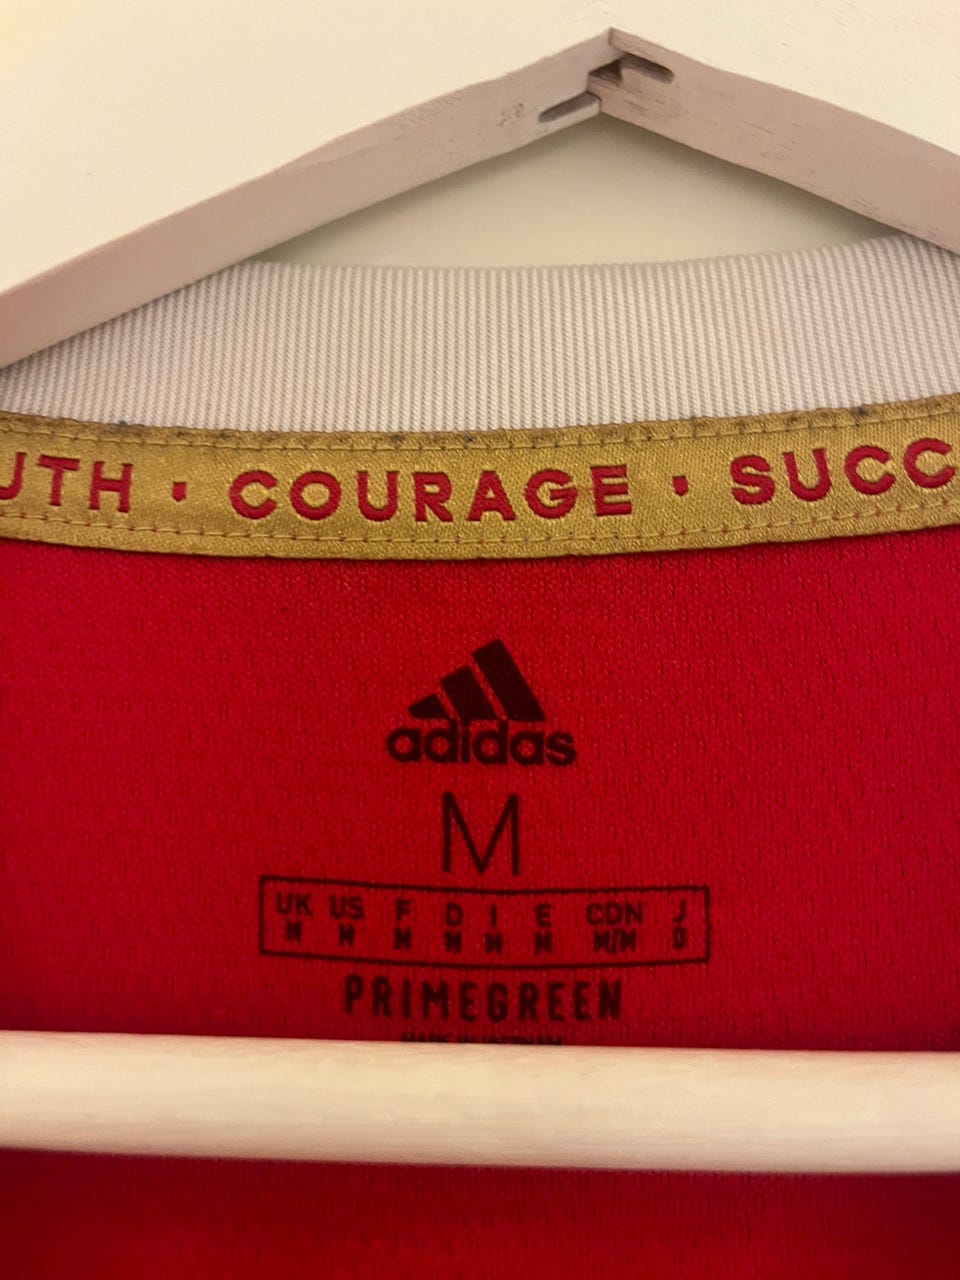 UTH · COURAGE · SUCC
adidas
M
UK US F D I E CDN J
M M M M M M M/M O
PRIMEGREEN